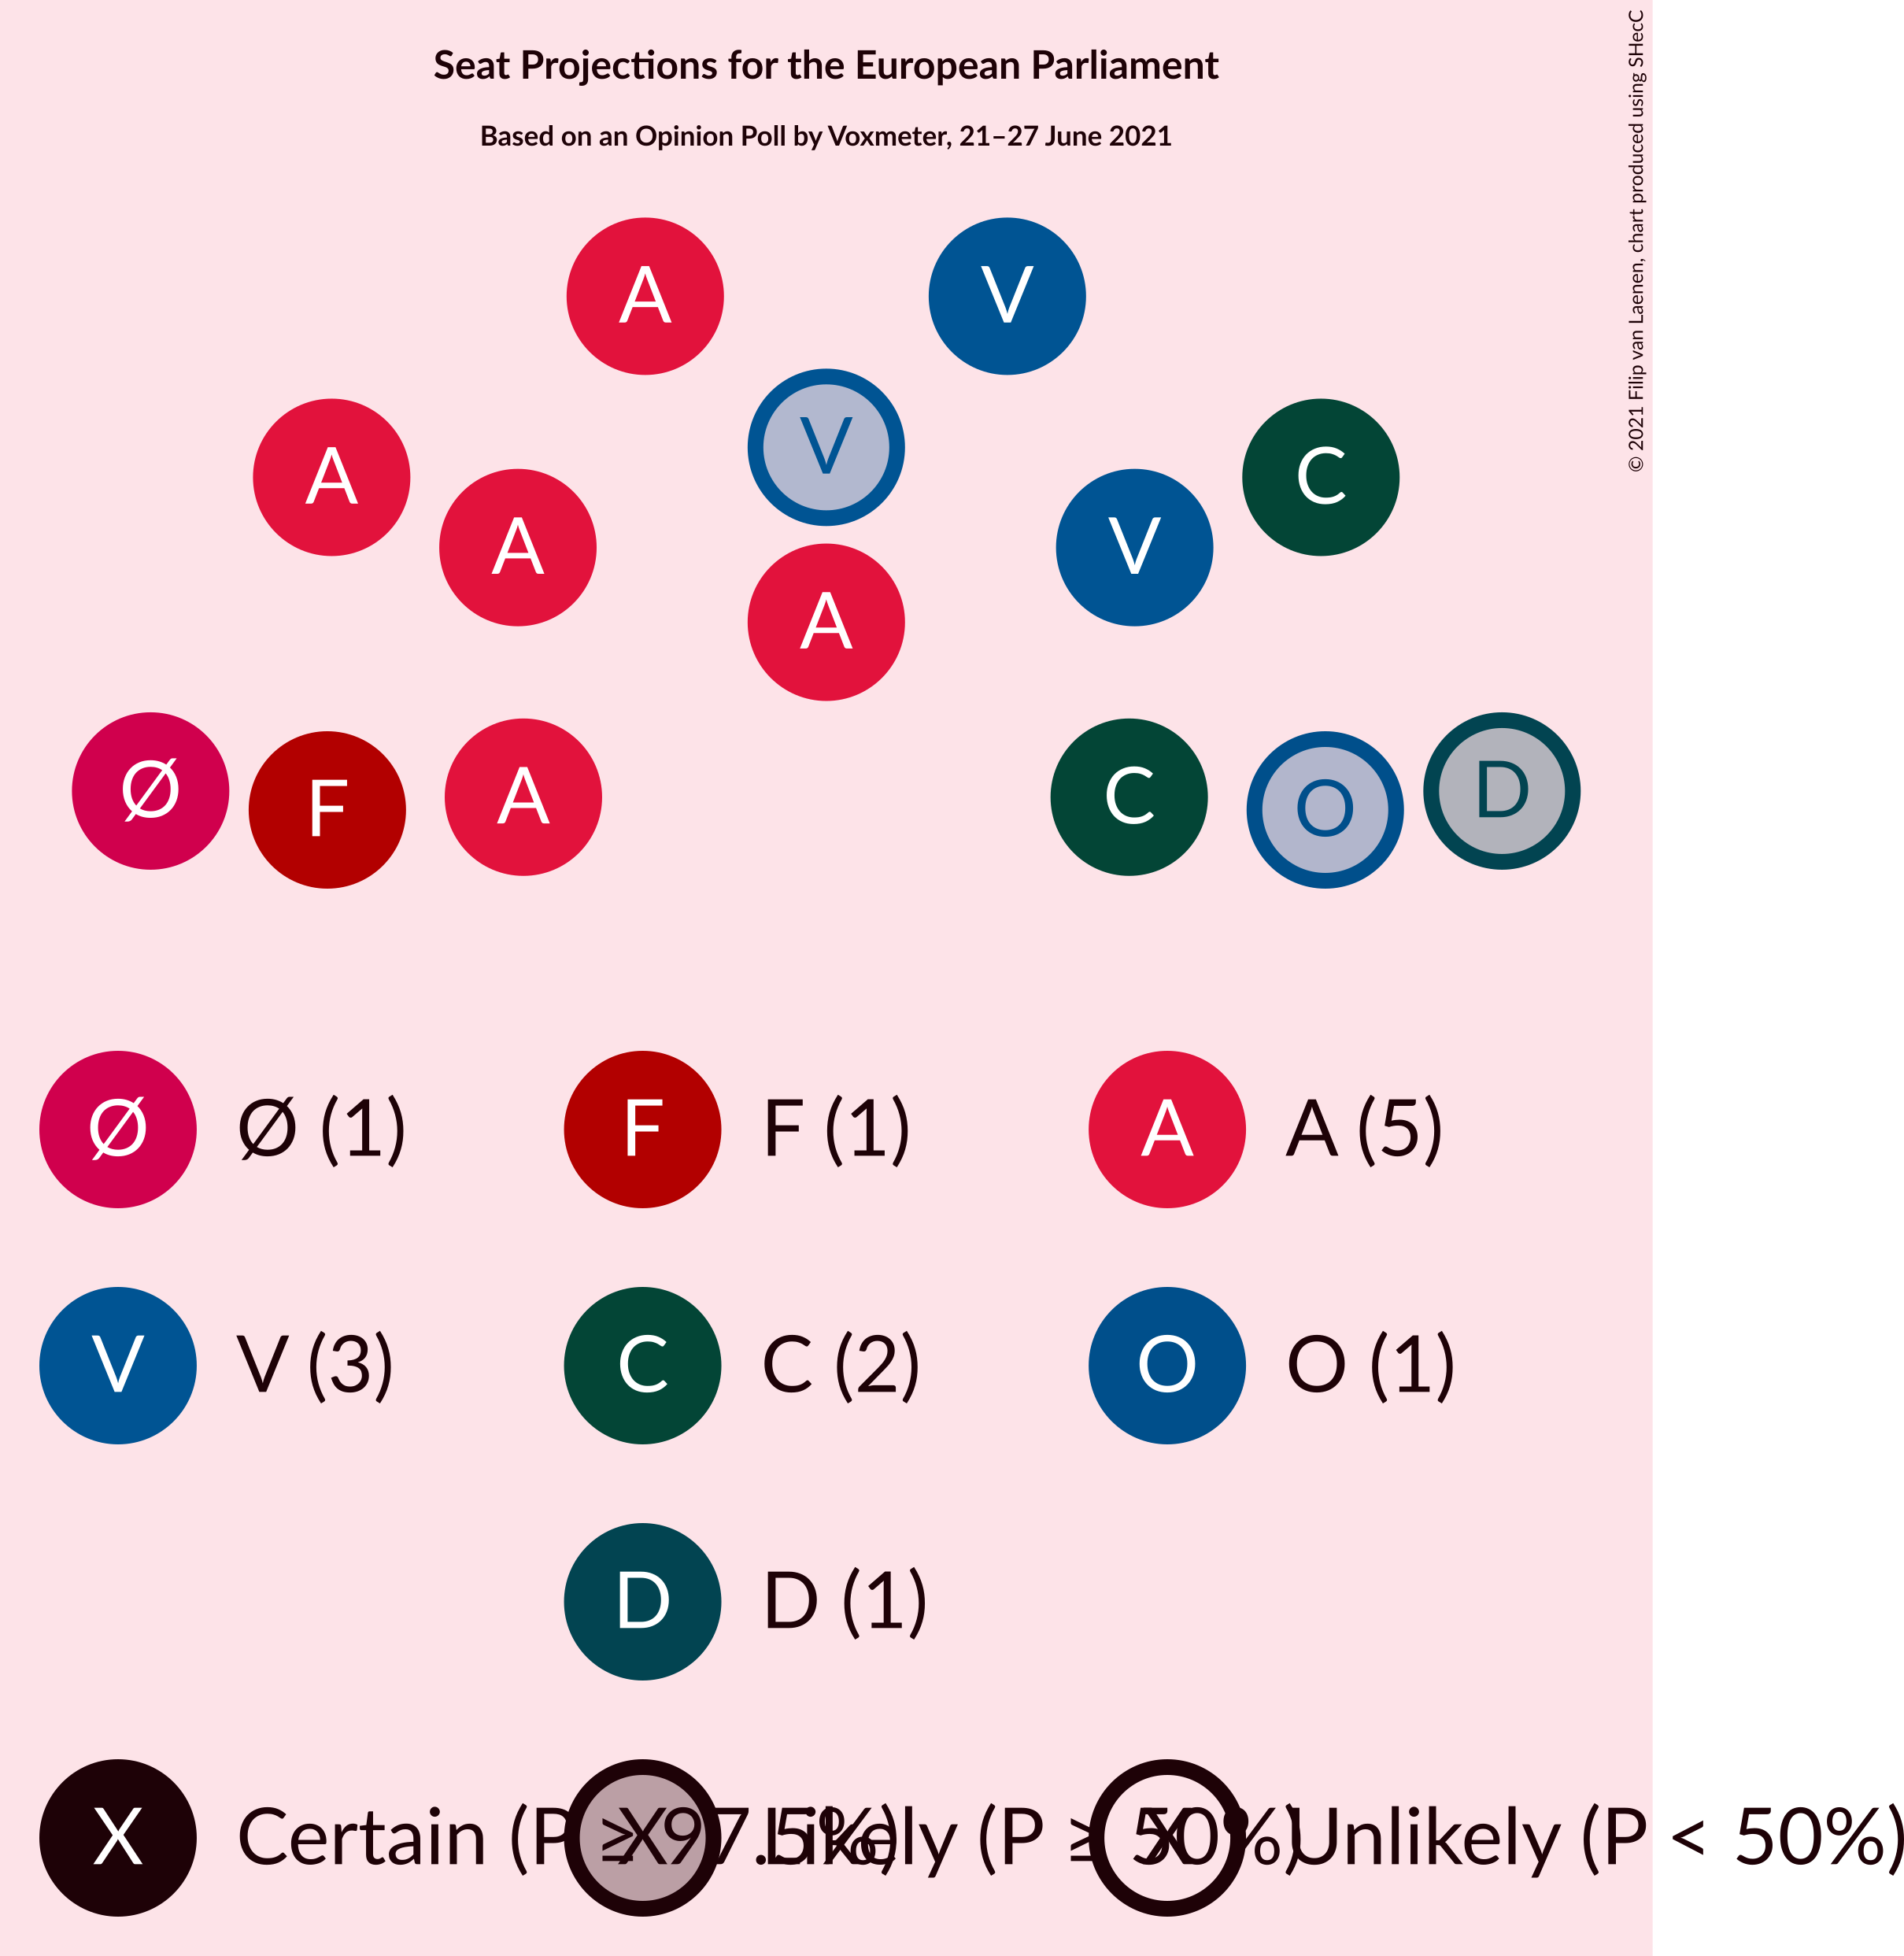 Seat Projections for the European Parliament
Based on an Opinion Poll by Voxmeter, 21–27 June 2021
© 2021 Filip van Laenen, chart produced using SHecC
A V
V
A C
A V
A
Ø D
F A C O
Ø Ø (1) F F (1) A A (5)
V V (3) C C (2) O O (1)
D D (1)
X Certain (P ≥ 97.5%) X Likely (P ≥ 50%) X Unlikely (P < 50%)